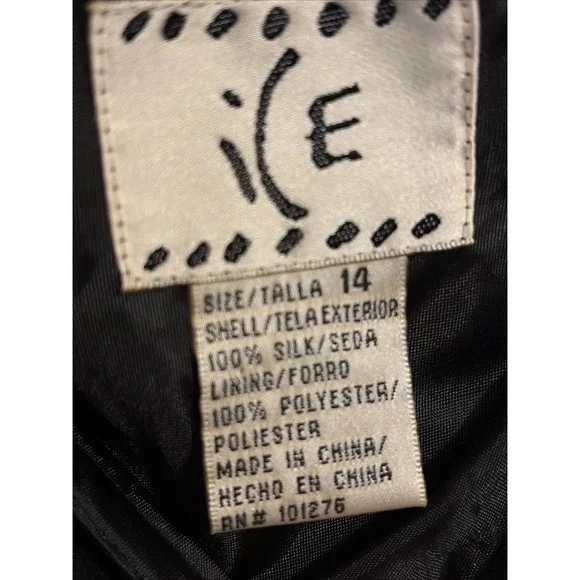 iCE
SIZE/TALLA 14
SHELL/TELA EXTERIOR
100% SILK/SEDA
LINING/FORRO
100% POLYESTER/
POLIESTER
MADE IN CHINA/
HECHO EN CHINA
RN# 101276